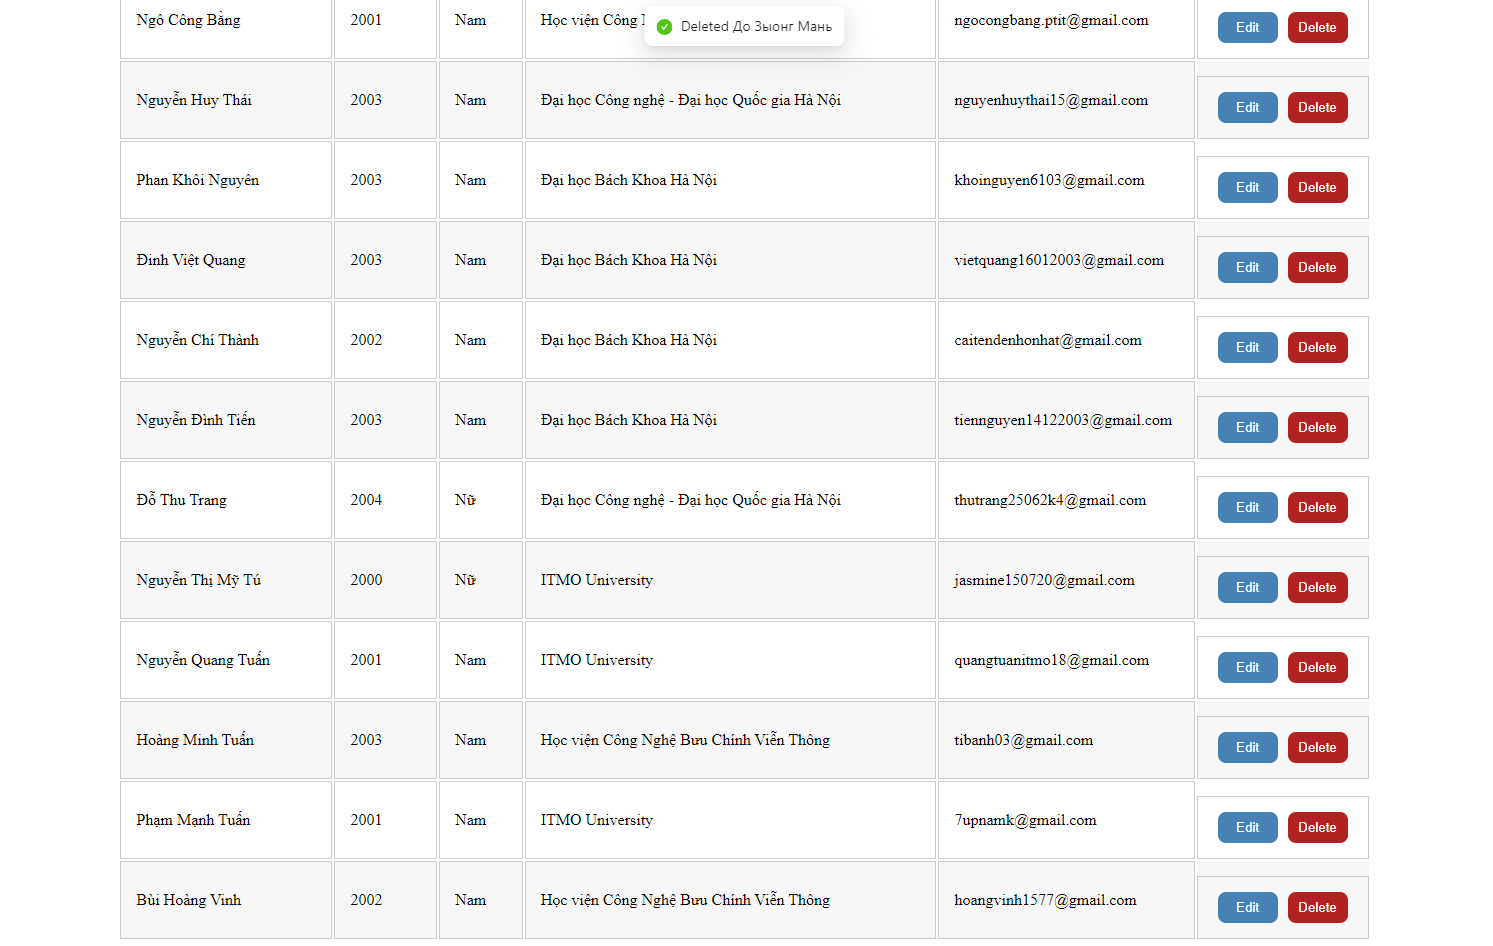 Ngô Công Bằng 2001 Nam Học viện Công N ngocongbang.ptit@gmail.com Edit Delete
Deleted До Зыонг Мань
Nguyễn Huy Thái 2003 Nam Đại học Công nghệ - Đại học Quốc gia Hà Nội nguyenhuythai15@gmail.com Edit Delete
Phan Khôi Nguyên 2003 Nam Đại học Bách Khoa Hà Nội khoinguyen6103@gmail.com Edit Delete
Đinh Việt Quang 2003 Nam Đại học Bách Khoa Hà Nội vietquang16012003@gmail.com Edit Delete
Nguyễn Chí Thành 2002 Nam Đại học Bách Khoa Hà Nội caitendenhonhat@gmail.com Edit Delete
Nguyễn Đình Tiến 2003 Nam Đại học Bách Khoa Hà Nội tiennguyen14122003@gmail.com Edit Delete
Đỗ Thu Trang 2004 Nữ Đại học Công nghệ - Đại học Quốc gia Hà Nội thutrang25062k4@gmail.com Edit Delete
Nguyễn Thị Mỹ Tú 2000 Nữ ITMO University jasmine150720@gmail.com Edit Delete
Nguyễn Quang Tuấn 2001 Nam ITMO University quangtuanitmo18@gmail.com Edit Delete
Hoàng Minh Tuấn 2003 Nam Học viện Công Nghệ Bưu Chính Viễn Thông tibanh03@gmail.com Edit Delete
Phạm Mạnh Tuấn 2001 Nam ITMO University 7upnamk@gmail.com Edit Delete
Bùi Hoàng Vinh 2002 Nam Học viện Công Nghệ Bưu Chính Viễn Thông hoangvinh1577@gmail.com Edit Delete